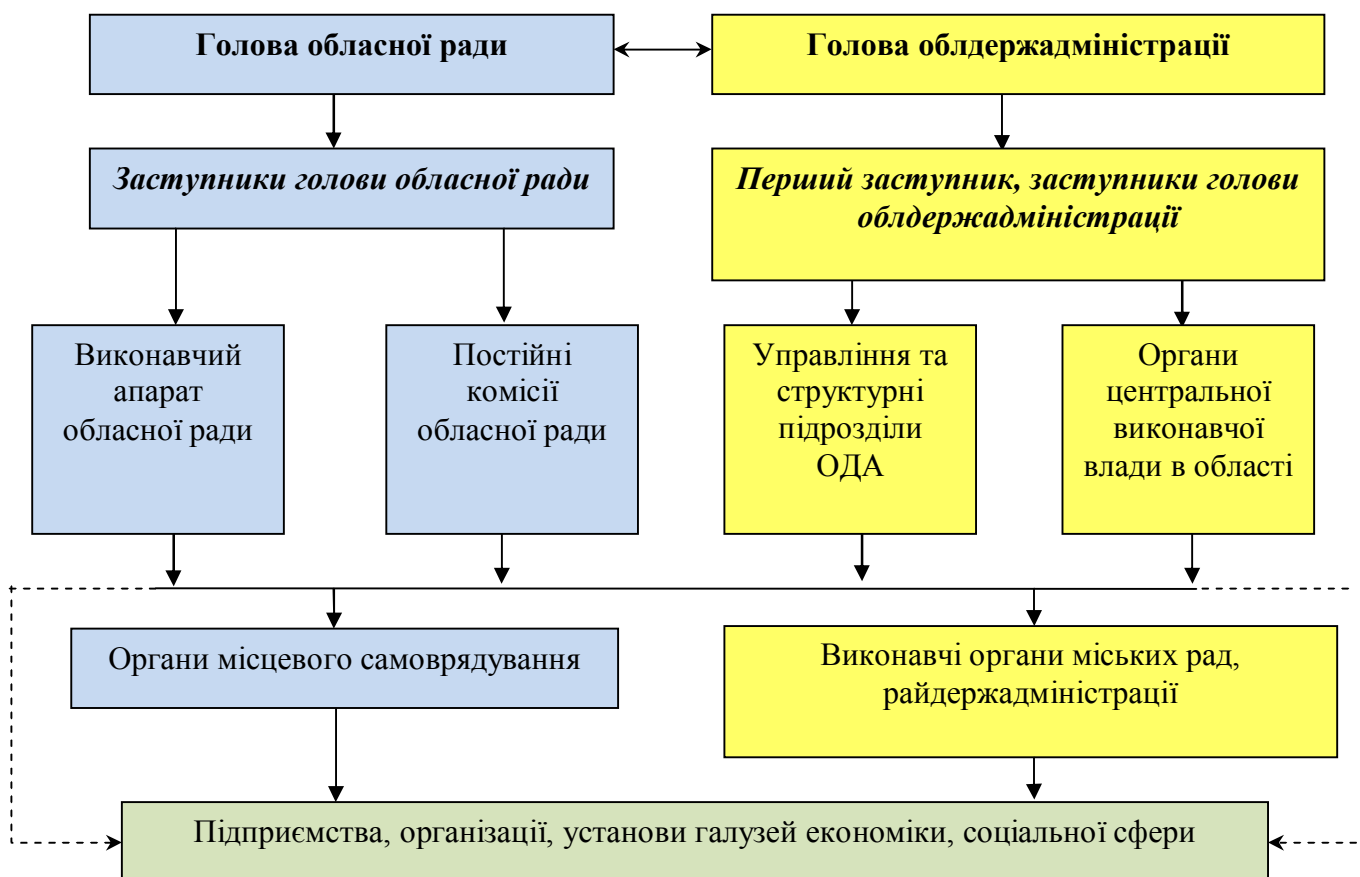 Голова обласної ради
Голова облдержадміністрації
Заступники голови обласної ради
Перший заступник, заступники голови
облдержадміністрації
Виконавчий
апарат
обласної ради
Постійні
комісії
обласної ради
Управління та
структурні
підрозділи
ОДА
Органи
центральної
виконавчої
влади в області
Органи місцевого самоврядування
Виконавчі органи міських рад,
райдержадміністрації
Підприємства, організації, установи галузей економіки, соціальної сфери